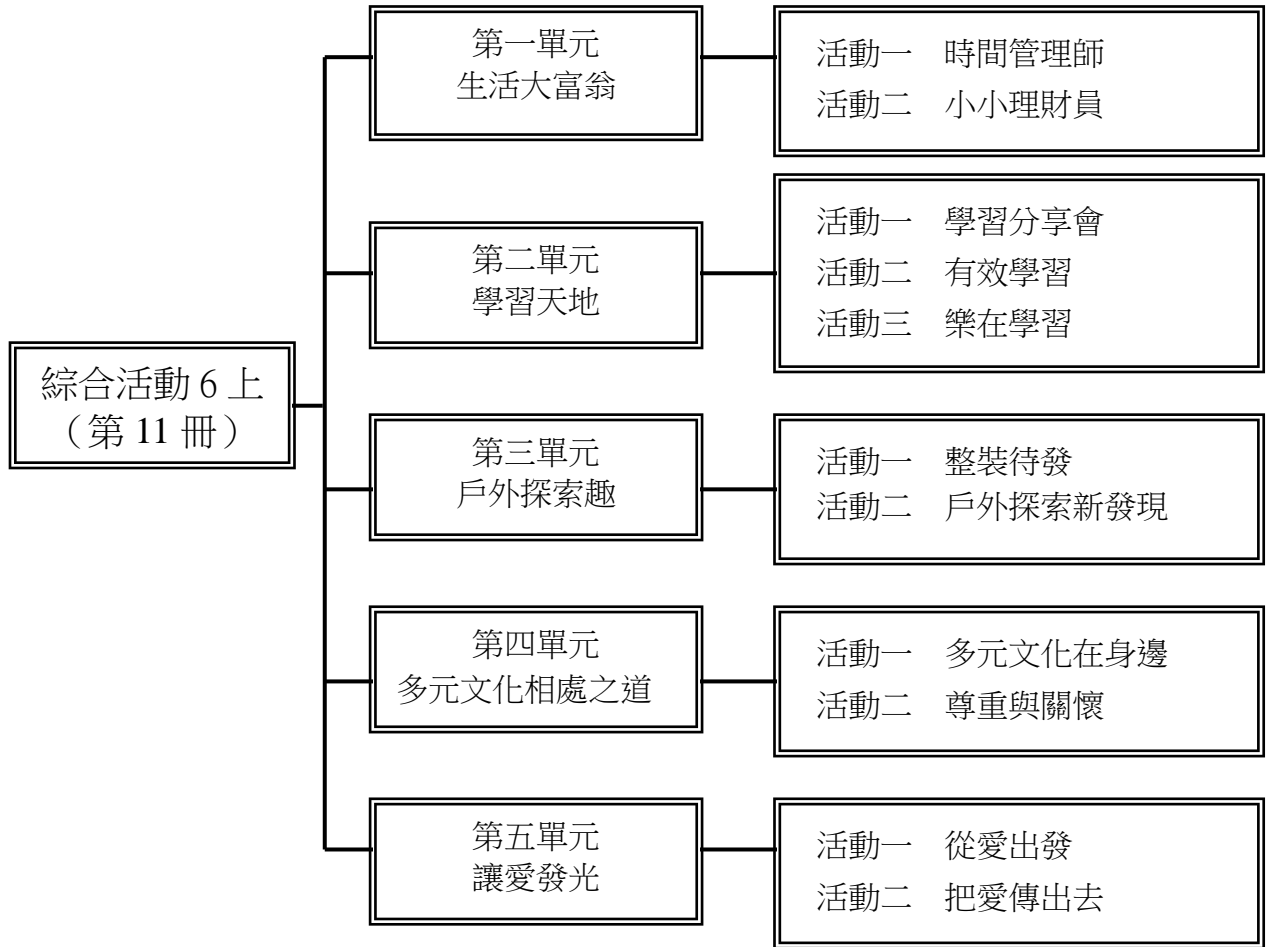 綜合活動 6 上
（第 11 冊）
第一單元
生活大富翁
活動一 時間管理師
活動二 小小理財員
第二單元
學習天地
活動一 學習分享會
活動二 有效學習
活動三 樂在學習
第三單元
戶外探索趣
活動一 整裝待發
活動二 戶外探索新發現
第四單元
多元文化相處之道
活動一 多元文化在身邊
活動二 尊重與關懷
第五單元
讓愛發光
活動一 從愛出發
活動二 把愛傳出去